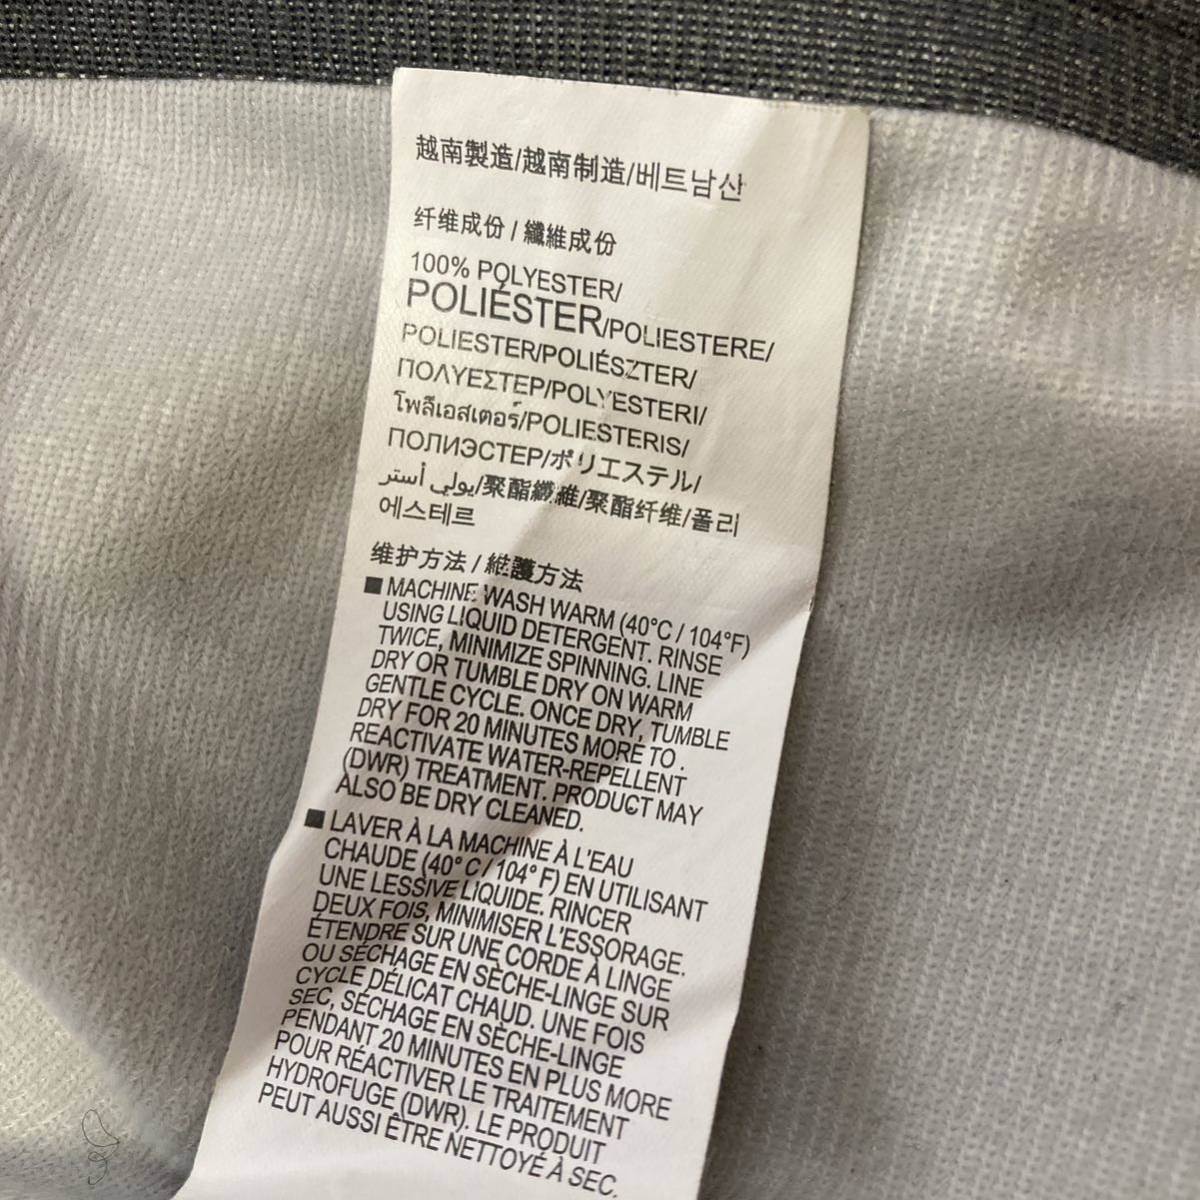 越南製造/越南制造/베트남산
纤维成份 / 纖維成份
100% POLYESTER/
POLIÉSTER/POLIESTERE/
POLIESTER/POLIÉSZTER/
ΠΟΛΥΕΣΤΕΡ/POLYESTERI/
โพลีเอสเตอร์/POLIESTERIS/
ПОЛИЭСТЕР/ポリエステル/
بولي أستر/聚酯纖維/聚酯纤维/폴리
에스테르
维护方法 / 維護方法
■ MACHINE WASH WARM (40°C / 104°F)
USING LIQUID DETERGENT. RINSE
TWICE, MINIMIZE SPINNING. LINE
DRY OR TUMBLE DRY ON WARM
GENTLE CYCLE. ONCE DRY, TUMBLE
DRY FOR 20 MINUTES MORE TO .
REACTIVATE WATER-REPELLENT
(DWR) TREATMENT. PRODUCT MAY
ALSO BE DRY CLEANED.
■ LAVER À LA MACHINE À L'EAU
CHAUDE (40° C / 104° F) EN UTILISANT
UNE LESSIVE LIQUIDE. RINCER
DEUX FOIS, MINIMISER L'ESSORAGE.
ÉTENDRE SUR UNE CORDE À LINGE
OU SÉCHAGE EN SÈCHE-LINGE SUR
CYCLE DÉLICAT CHAUD. UNE FOIS
SEC, SÉCHAGE EN SÈCHE-LINGE
PENDANT 20 MINUTES EN PLUS MORE
POUR RÉACTIVER LE TRAITEMENT
HYDROFUGE (DWR). LE PRODUIT
PEUT AUSSI ÊTRE NETTOYÉ À SEC.